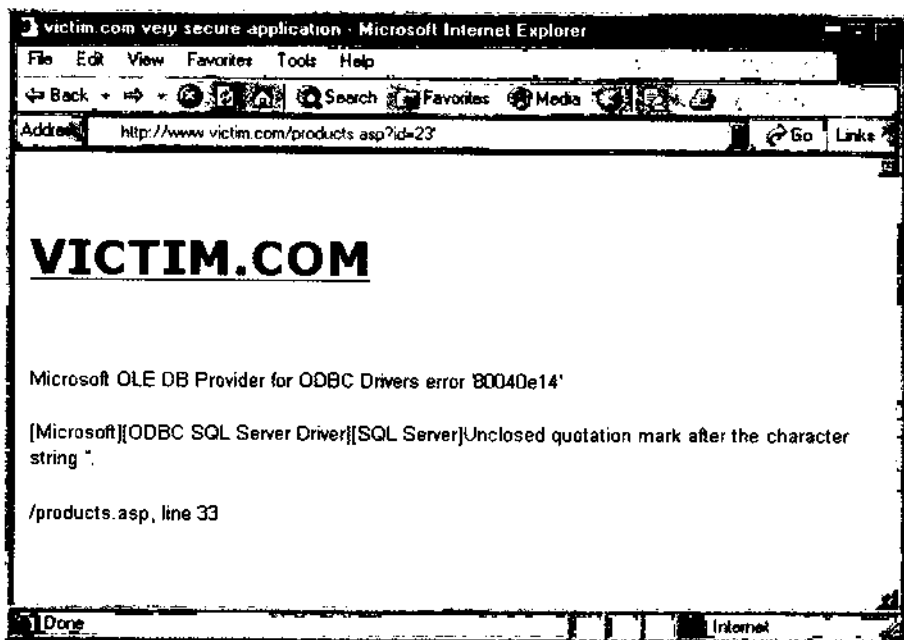 victim.com very secure application - Microsoft Internet Explorer
File Edit View Favorites Tools Help
Back Search Favorites Media
Address http://www.victim.com/products.asp?id=23' Go Links
VICTIM.COM
Microsoft OLE DB Provider for ODBC Drivers error '80040e14'
[Microsoft][ODBC SQL Server Driver][SQL Server]Unclosed quotation mark after the character
string ''.
/products.asp, line 33
Done Internet